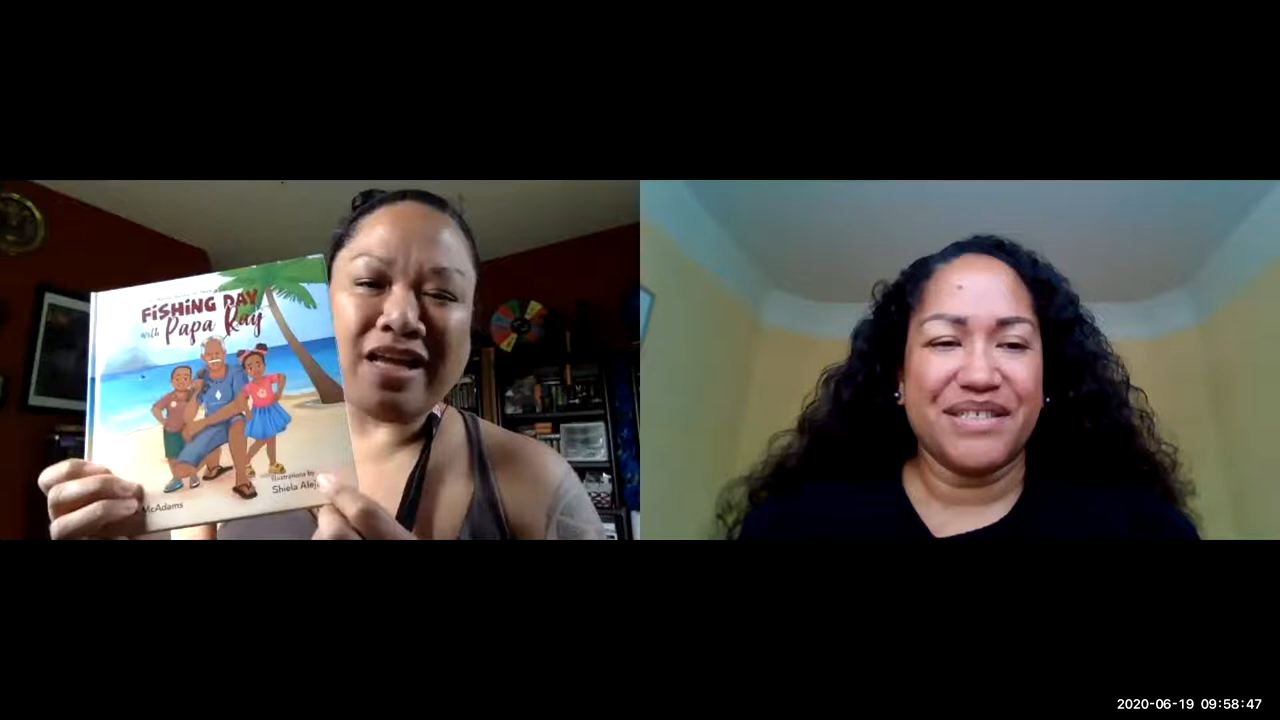 FISHING DAY
with Papa Ray
Illustrations by
Shiela Alej
McAdams
2020-06-19 09:58:47